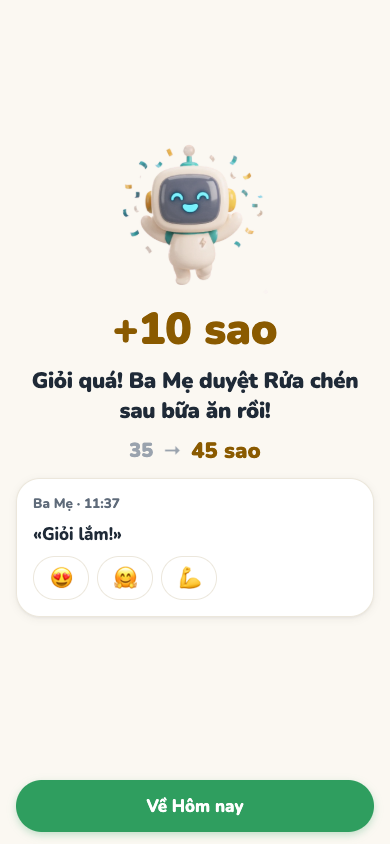 +10 sao
Giỏi quá! Ba Mẹ duyệt Rửa chén
sau bữa ăn rồi!
35 → 45 sao
Ba Mẹ · 11:37
«Giỏi lắm!»
😍 🤗 💪
Về Hôm nay